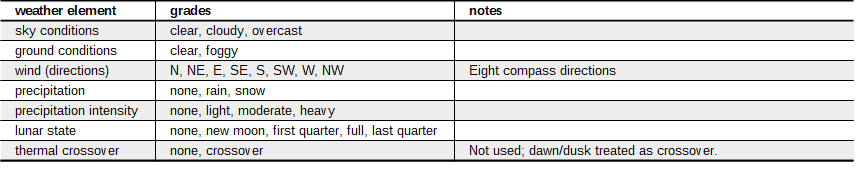 weather element grades notes
sky conditions clear, cloudy, overcast
ground conditions clear, foggy
wind (directions) N, NE, E, SE, S, SW, W, NW Eight compass directions
precipitation none, rain, snow
precipitation intensity none, light, moderate, heavy
lunar state none, new moon, first quarter, full, last quarter
thermal crossover none, crossover Not used; dawn/dusk treated as crossover.